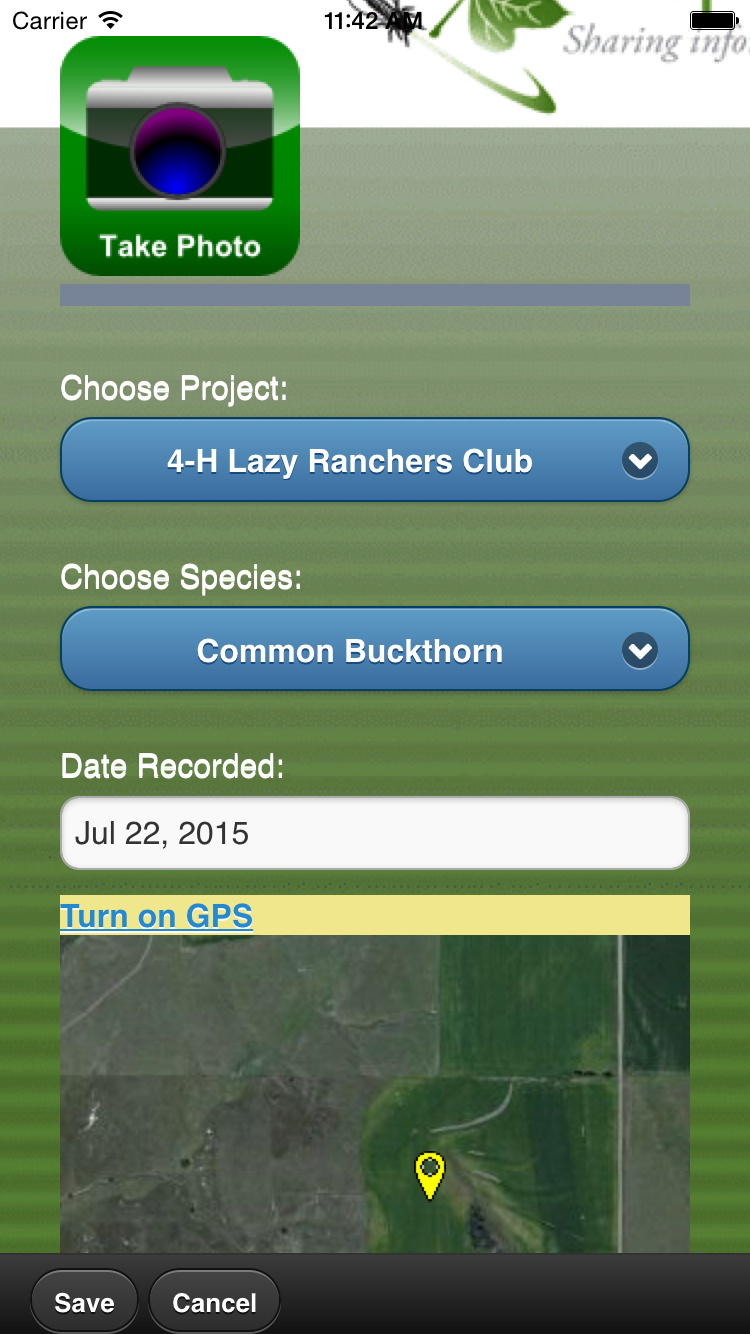 Carrier 11:42 AM
Sharing
Take Photo
Choose Project:
4-H Lazy Ranchers Club
Choose Species:
Common Buckthorn
Date Recorded:
Jul 22, 2015
Turn on GPS
Save Cancel